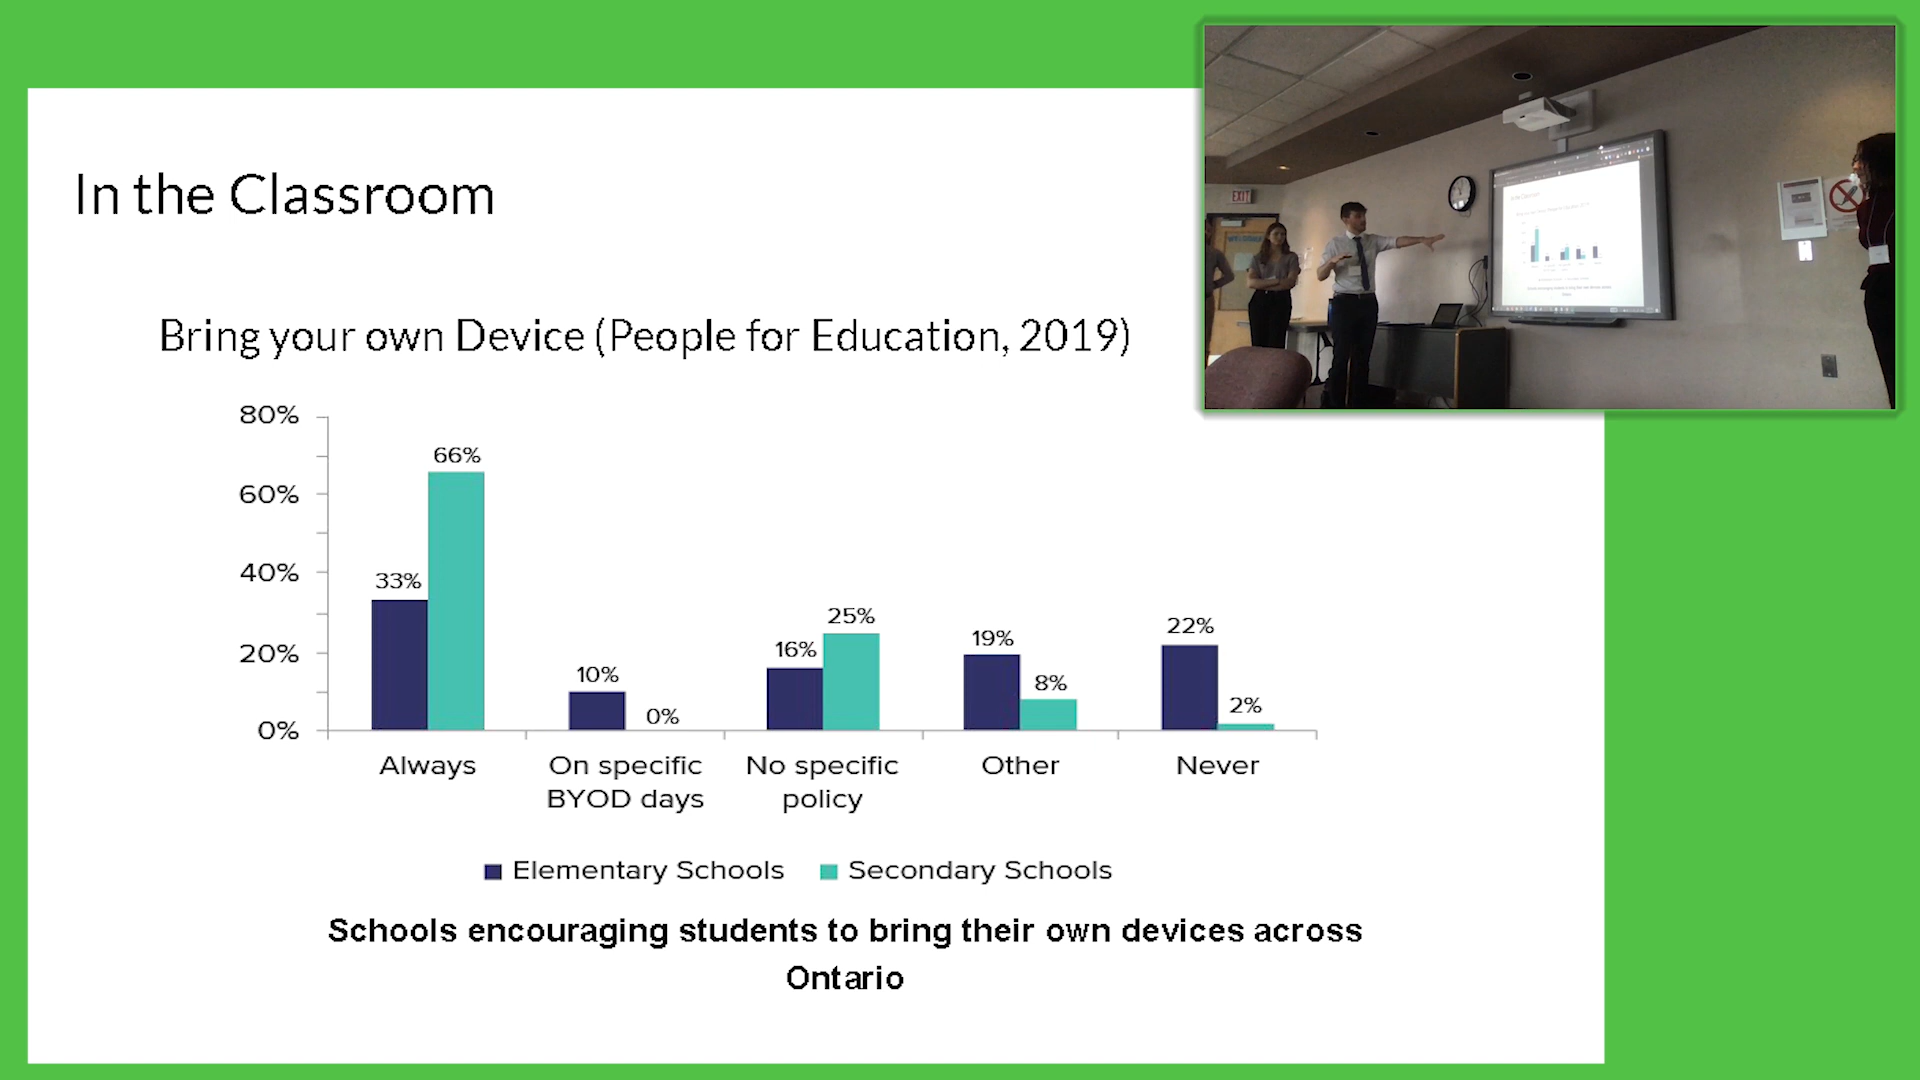 In the Classroom
Bring your own Device (People for Education, 2019)
80%
60%
40%
20%
0%
33%
66%
10%
0%
16%
25%
19%
8%
22%
2%
Always
On specific
BYOD days
No specific
policy
Other
Never
Elementary Schools
Secondary Schools
Schools encouraging students to bring their own devices across
Ontario
EXIT